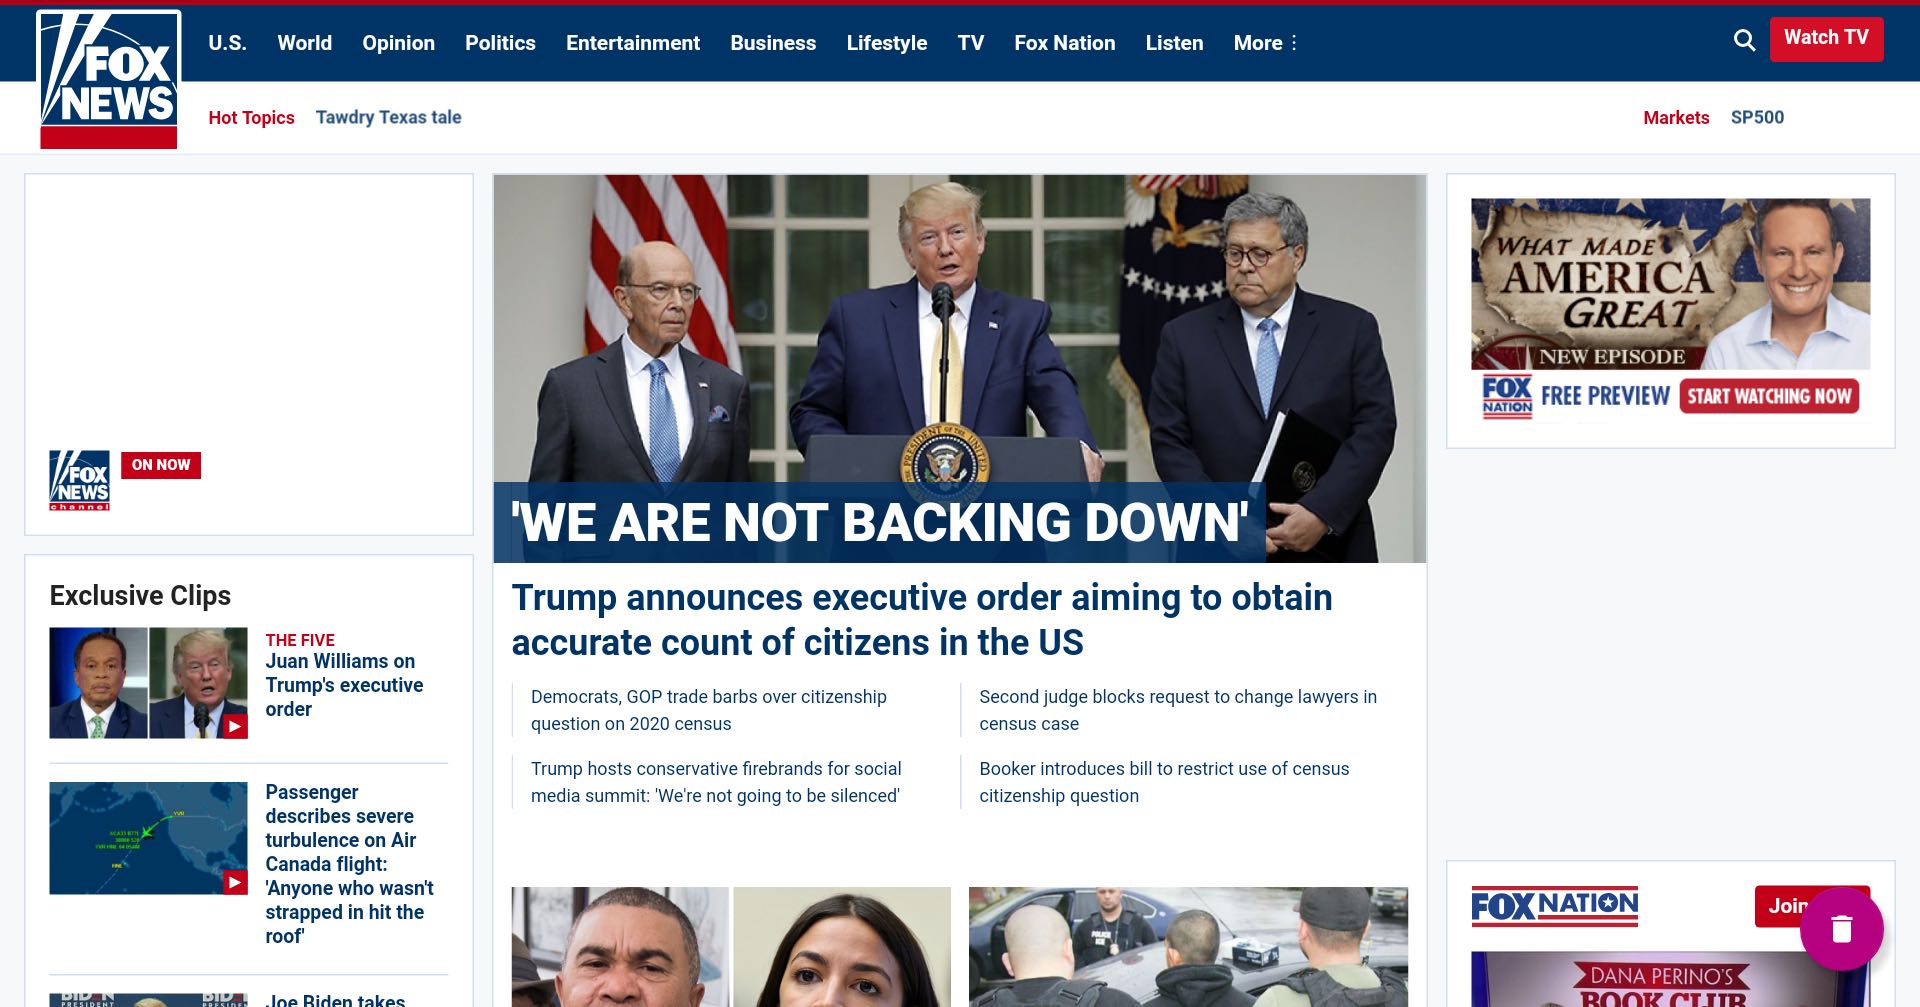 FOX
NEWS
U.S. World Opinion Politics Entertainment Business Lifestyle TV Fox Nation Listen More
Watch TV
Hot Topics Tawdry Texas tale
Markets SP500
FOX
NEWS
channel
ON NOW
Exclusive Clips
THE FIVE
Juan Williams on
Trump's executive
order
Passenger
describes severe
turbulence on Air
Canada flight:
'Anyone who wasn't
strapped in hit the
roof'
Joe Biden takes
PRESIDENT OF THE UNITED
'WE ARE NOT BACKING DOWN'
Trump announces executive order aiming to obtain
accurate count of citizens in the US
Democrats, GOP trade barbs over citizenship
question on 2020 census
Second judge blocks request to change lawyers in
census case
Trump hosts conservative firebrands for social
media summit: 'We're not going to be silenced'
Booker introduces bill to restrict use of census
citizenship question
POLICE
ICE
WHAT MADE
AMERICA
GREAT
NEW EPISODE
FOX
NATION
FREE PREVIEW
START WATCHING NOW
FOX NATION
Join
DANA PERINO'S
BOOK CLUB